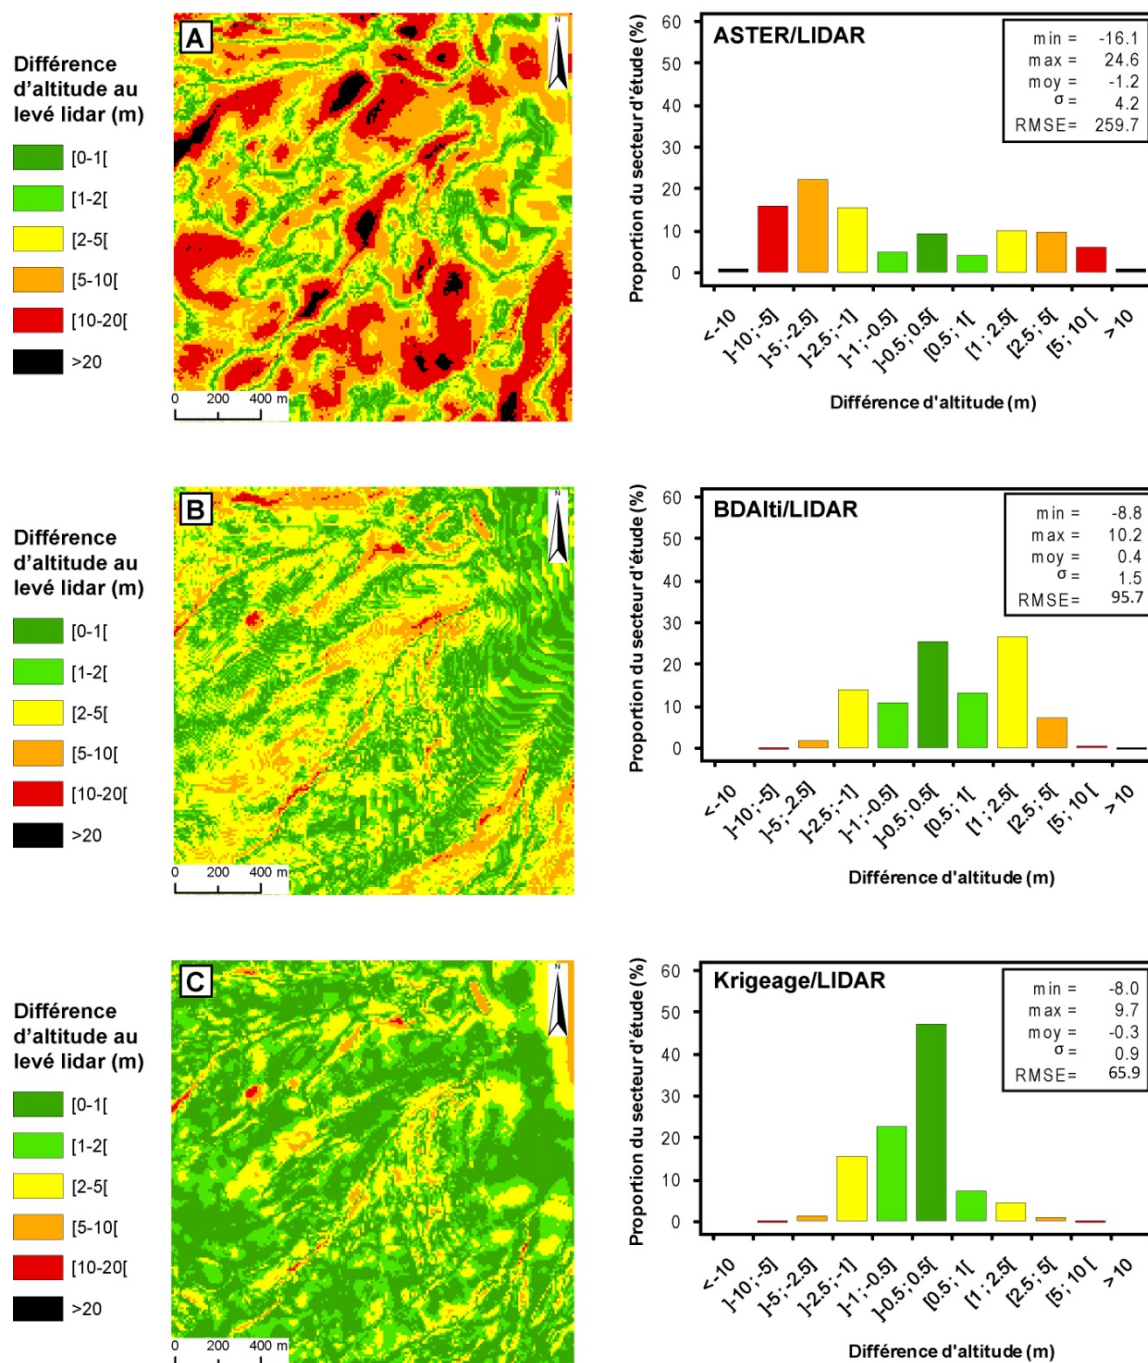 Différence
d'altitude au
levé lidar (m)
[0-1[
[1-2[
[2-5[
[5-10[
[10-20[
>20
A
N
0 200 400 m
Proportion du secteur d'étude (%)
60
50
40
30
20
10
0
ASTER/LIDAR
min = -16.1
max = 24.6
moy = -1.2
σ = 4.2
RMSE= 259.7
<-10
]-10 ; -5]
]-5 ; -2.5]
]-2.5 ; -1]
]-1 ; -0.5]
]-0.5 ; 0.5[
[0.5 ; 1[
[1 ; 2.5[
[2.5 ; 5[
[5 ; 10 [
>10
Différence d'altitude (m)
Différence
d'altitude au
levé lidar (m)
[0-1[
[1-2[
[2-5[
[5-10[
[10-20[
>20
B
N
0 200 400 m
Proportion du secteur d'étude (%)
60
50
40
30
20
10
0
BDAlti/LIDAR
min = -8.8
max = 10.2
moy = 0.4
σ = 1.5
RMSE= 95.7
<-10
]-10 ; -5]
]-5 ; -2.5]
]-2.5 ; -1]
]-1 ; -0.5]
]-0.5 ; 0.5[
[0.5 ; 1[
[1 ; 2.5[
[2.5 ; 5[
[5 ; 10 [
>10
Différence d'altitude (m)
Différence
d'altitude au
levé lidar (m)
[0-1[
[1-2[
[2-5[
[5-10[
[10-20[
>20
C
N
0 200 400 m
Proportion du secteur d'étude (%)
60
50
40
30
20
10
0
Krigeage/LIDAR
min = -8.0
max = 9.7
moy = -0.3
σ = 0.9
RMSE= 65.9
<-10
]-10 ; -5]
]-5 ; -2.5]
]-2.5 ; -1]
]-1 ; -0.5]
]-0.5 ; 0.5[
[0.5 ; 1[
[1 ; 2.5[
[2.5 ; 5[
[5 ; 10 [
>10
Différence d'altitude (m)